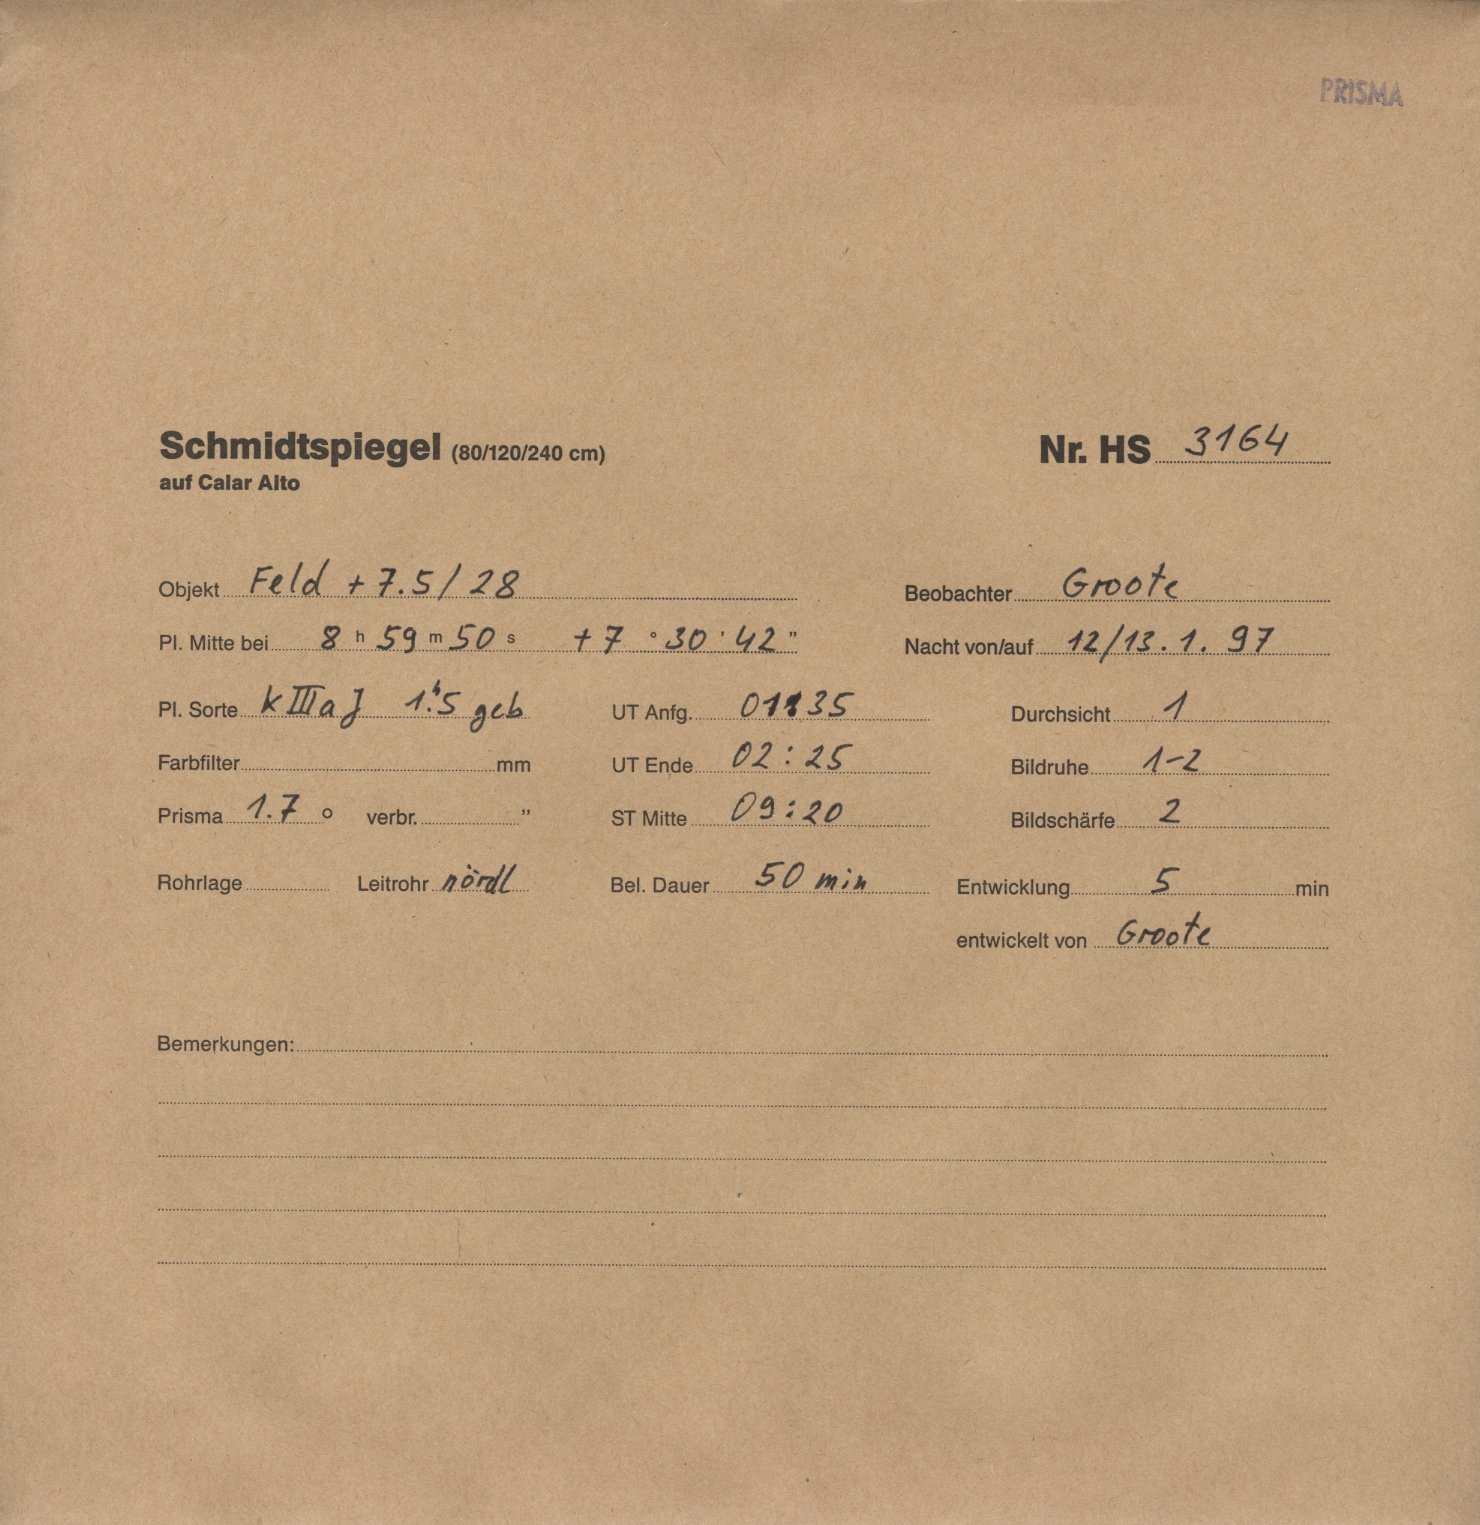 PRISMA
Schmidtspiegel (80/120/240 cm) Nr. HS 3164
auf Calar Alto
Objekt Feld +7.5/28 Beobachter Groote
Pl. Mitte bei 8 h 59 m 50 s +7 ° 30 ' 42 " Nacht von/auf 12/13.1.97
Pl. Sorte k III a J 1.ʰ5 geb UT Anfg. 01:35 Durchsicht 1
Farbfilter mm UT Ende 02:25 Bildruhe 1-2
Prisma 1.7 ° verbr. " ST Mitte 09:20 Bildschärfe 2
Rohrlage Leitrohr nördl Bel. Dauer 50 min Entwicklung 5 min
entwickelt von Groote
Bemerkungen: